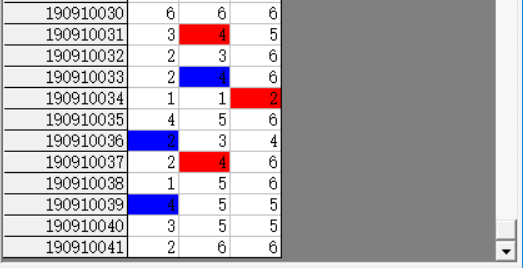 190910030 6 6 6
190910031 3 4 5
190910032 2 3 6
190910033 2 4 6
190910034 1 1 2
190910035 4 5 6
190910036 2 3 4
190910037 2 4 6
190910038 1 5 6
190910039 4 5 5
190910040 3 5 5
190910041 2 6 6